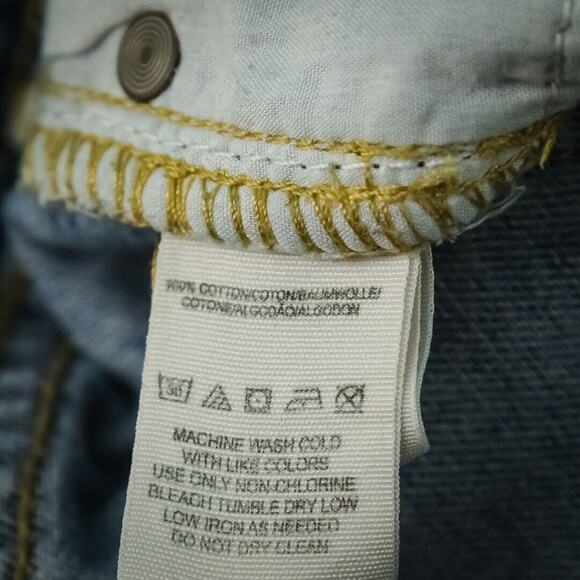 100% COTTON/COTON/BAUMWOLLE/
COTONE/ALGODÃO/ALGODON
30
MACHINE WASH COLD
WITH LIKE COLORS
USE ONLY NON-CHLORINE
BLEACH TUMBLE DRY LOW
LOW IRON AS NEEDED
DO NOT DRY CLEAN